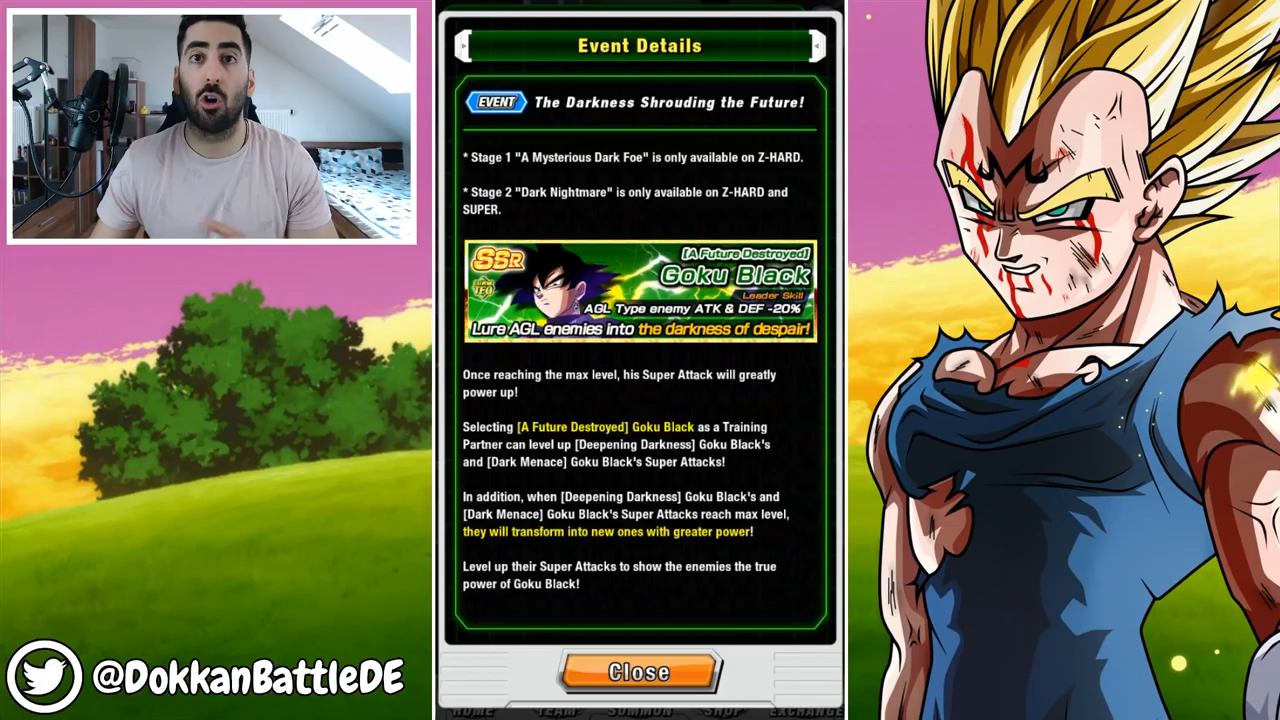 Event Details
EVENT The Darkness Shrouding the Future!
* Stage 1 "A Mysterious Dark Foe" is only available on Z-HARD.
* Stage 2 "Dark Nightmare" is only available on Z-HARD and
SUPER.
SSR
[A Future Destroyed]
Goku Black
Leader Skill
TEQ
AGL Type enemy ATK & DEF -20%
Lure AGL enemies into the darkness of despair!
Once reaching the max level, his Super Attack will greatly
power up!
Selecting [A Future Destroyed] Goku Black as a Training
Partner can level up [Deepening Darkness] Goku Black's
and [Dark Menace] Goku Black's Super Attacks!
In addition, when [Deepening Darkness] Goku Black's and
[Dark Menace] Goku Black's Super Attacks reach max level,
they will transform into new ones with greater power!
Level up their Super Attacks to show the enemies the true
power of Goku Black!
Close
HOME TEAM SUMMON SHOP EXCHANGE
@DokkanBattleDE